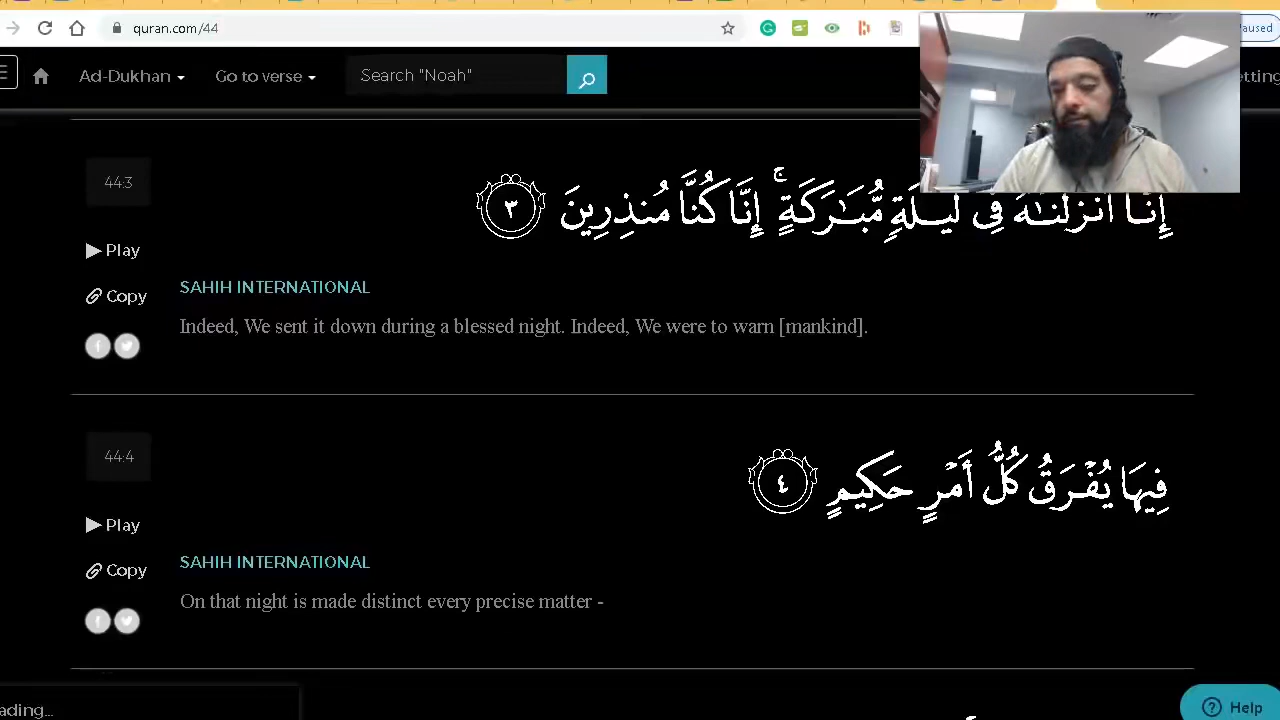 quran.com/44
Paused
Ad-Dukhan
Go to verse
Search "Noah"
44:3
إِنَّآ أَنزَلْنَـٰهُ فِى لَيْلَةٍ مُّبَـٰرَكَةٍ ۚ إِنَّا كُنَّا مُنذِرِينَ ٣
Play
SAHIH INTERNATIONAL
Copy
Indeed, We sent it down during a blessed night. Indeed, We were to warn [mankind].
44:4
فِيهَا يُفْرَقُ كُلُّ أَمْرٍ حَكِيمٍ ٤
Play
SAHIH INTERNATIONAL
Copy
On that night is made distinct every precise matter -
ading...
Help